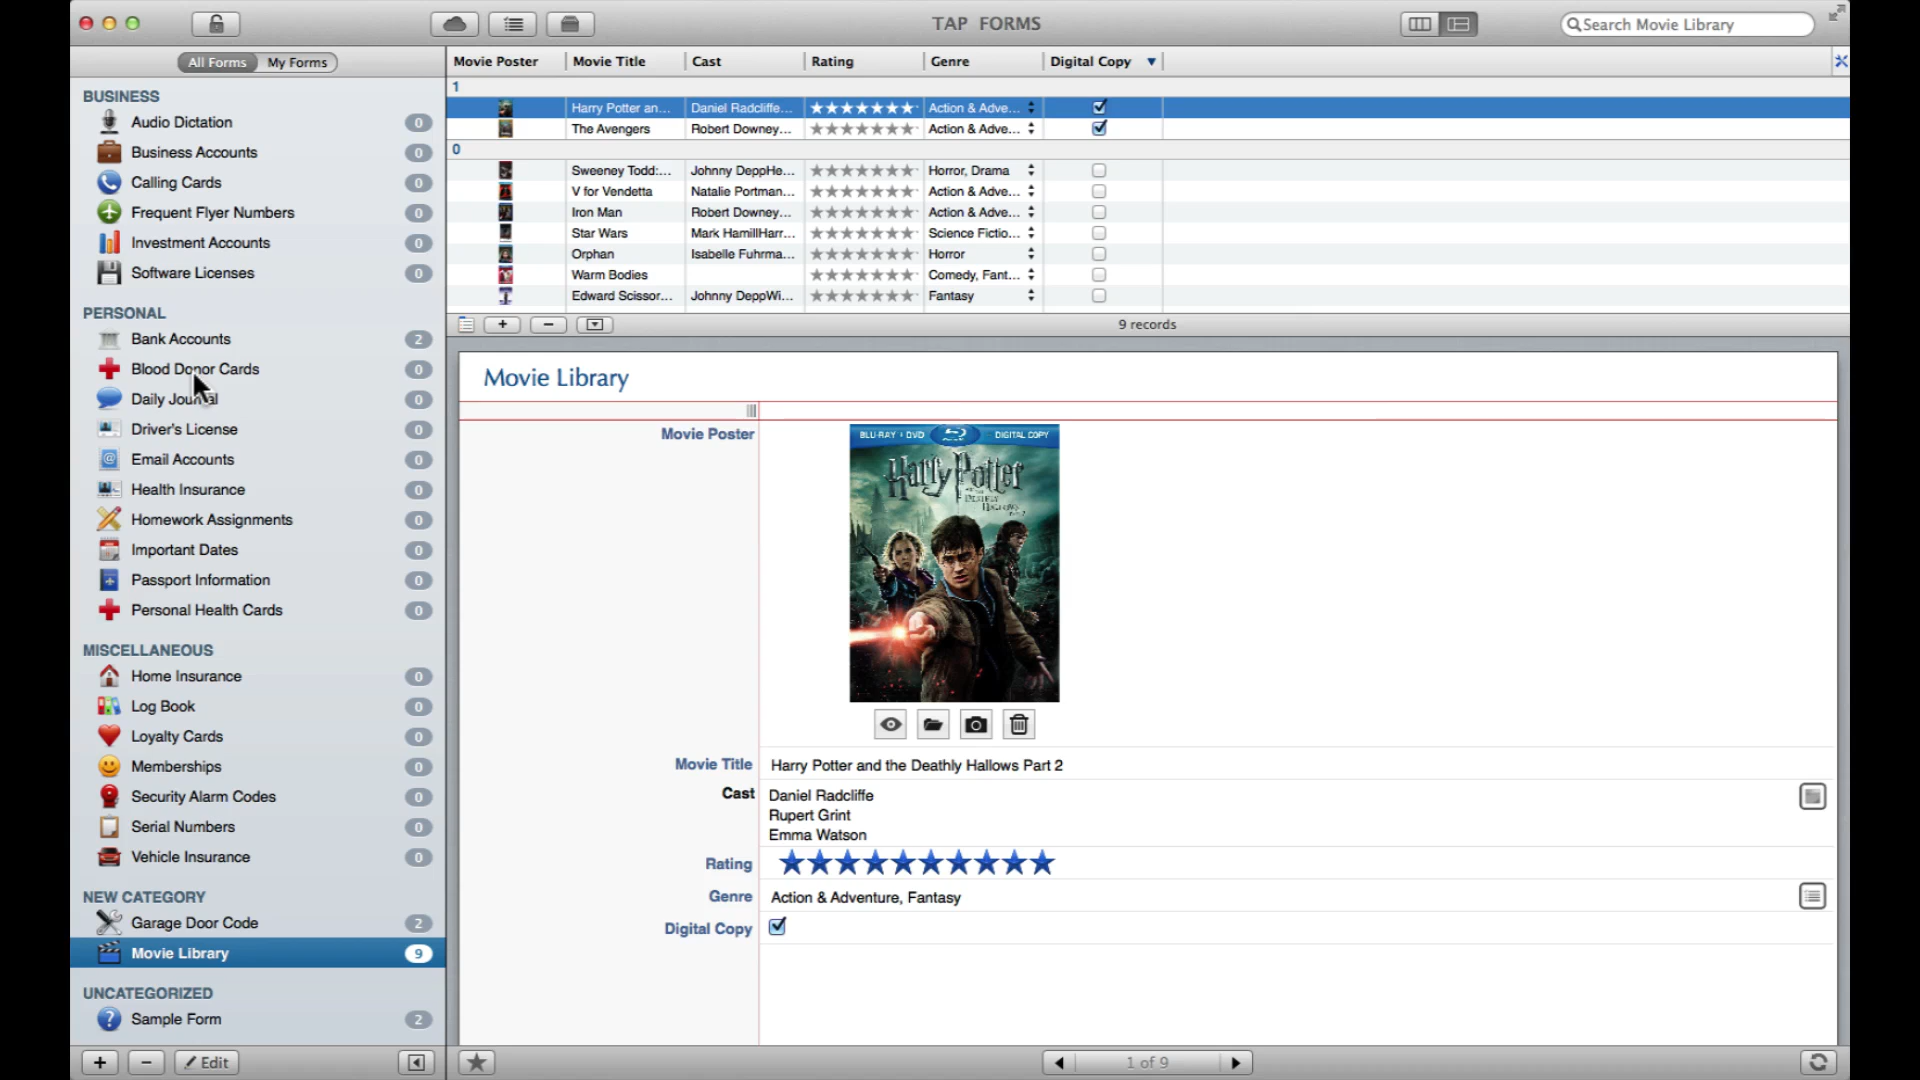 TAP FORMS
Search Movie Library
All Forms My Forms
BUSINESS
Audio Dictation 0
Business Accounts 0
Calling Cards 0
Frequent Flyer Numbers 0
Investment Accounts 0
Software Licenses 0
PERSONAL
Bank Accounts 2
Blood Donor Cards 0
Daily Journal 0
Driver's License 0
Email Accounts 0
Health Insurance 0
Homework Assignments 0
Important Dates 0
Passport Information 0
Personal Health Cards 0
MISCELLANEOUS
Home Insurance 0
Log Book 0
Loyalty Cards 0
Memberships 0
Security Alarm Codes 0
Serial Numbers 0
Vehicle Insurance 0
NEW CATEGORY
Garage Door Code 2
Movie Library 9
UNCATEGORIZED
Sample Form 2
Edit
Movie Poster Movie Title Cast Rating Genre Digital Copy
1
Harry Potter an... Daniel Radcliffe... Action & Adve...
The Avengers Robert Downey... Action & Adve...
0
Sweeney Todd:... Johnny DeppHe... Horror, Drama
V for Vendetta Natalie Portman... Action & Adve...
Iron Man Robert Downey... Action & Adve...
Star Wars Mark HamillHarr... Science Fictio...
Orphan Isabelle Fuhrma... Horror
Warm Bodies Comedy, Fant...
Edward Scissor... Johnny DeppWi... Fantasy
9 records
Movie Library
Movie Poster
BLU-RAY + DVD DIGITAL COPY
Harry Potter
AND THE
DEATHLY
HALLOWS
Movie Title Harry Potter and the Deathly Hallows Part 2
Cast Daniel Radcliffe
Rupert Grint
Emma Watson
Rating
Genre Action & Adventure, Fantasy
Digital Copy
1 of 9